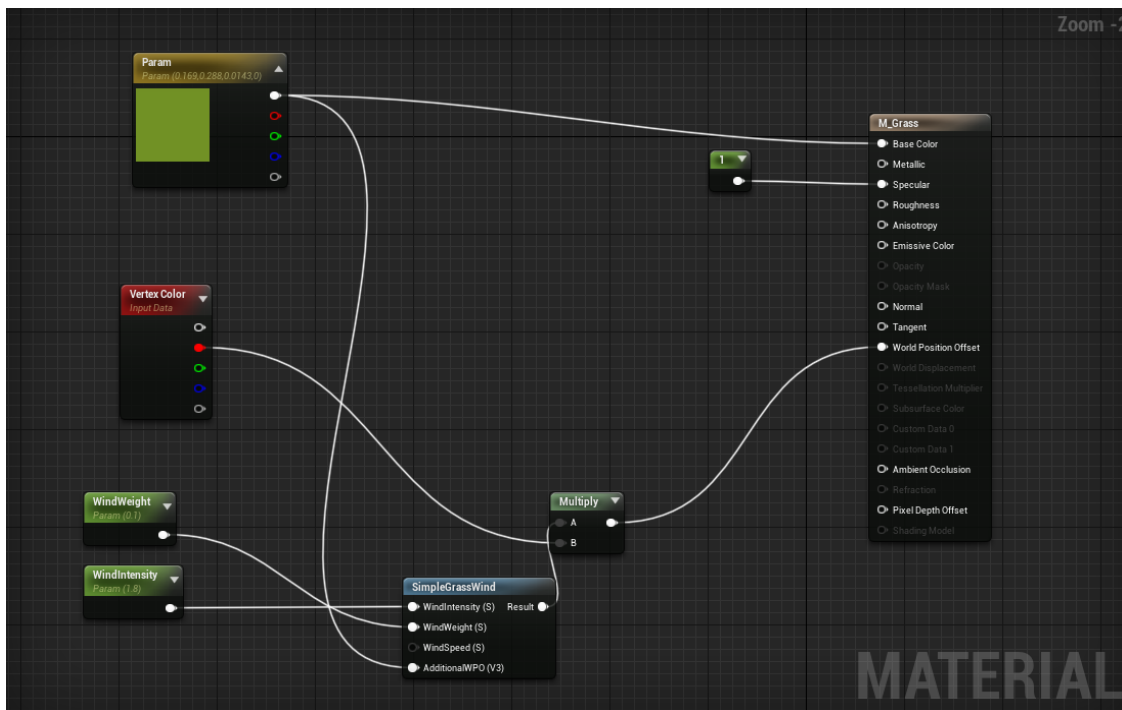 Zoom -2
Param
Param (0.169,0.288,0.0143,0)
M_Grass
Base Color
Metallic
Specular
Roughness
Anisotropy
Emissive Color
Opacity
Opacity Mask
Normal
Tangent
World Position Offset
World Displacement
Tessellation Multiplier
Subsurface Color
Custom Data 0
Custom Data 1
Ambient Occlusion
Refraction
Pixel Depth Offset
Shading Model
1
Vertex Color
Input Data
WindWeight
Param (0.1)
WindIntensity
Param (1.8)
Multiply
A
B
SimpleGrassWind
WindIntensity (S) Result
WindWeight (S)
WindSpeed (S)
AdditionalWPO (V3)
MATERIAL